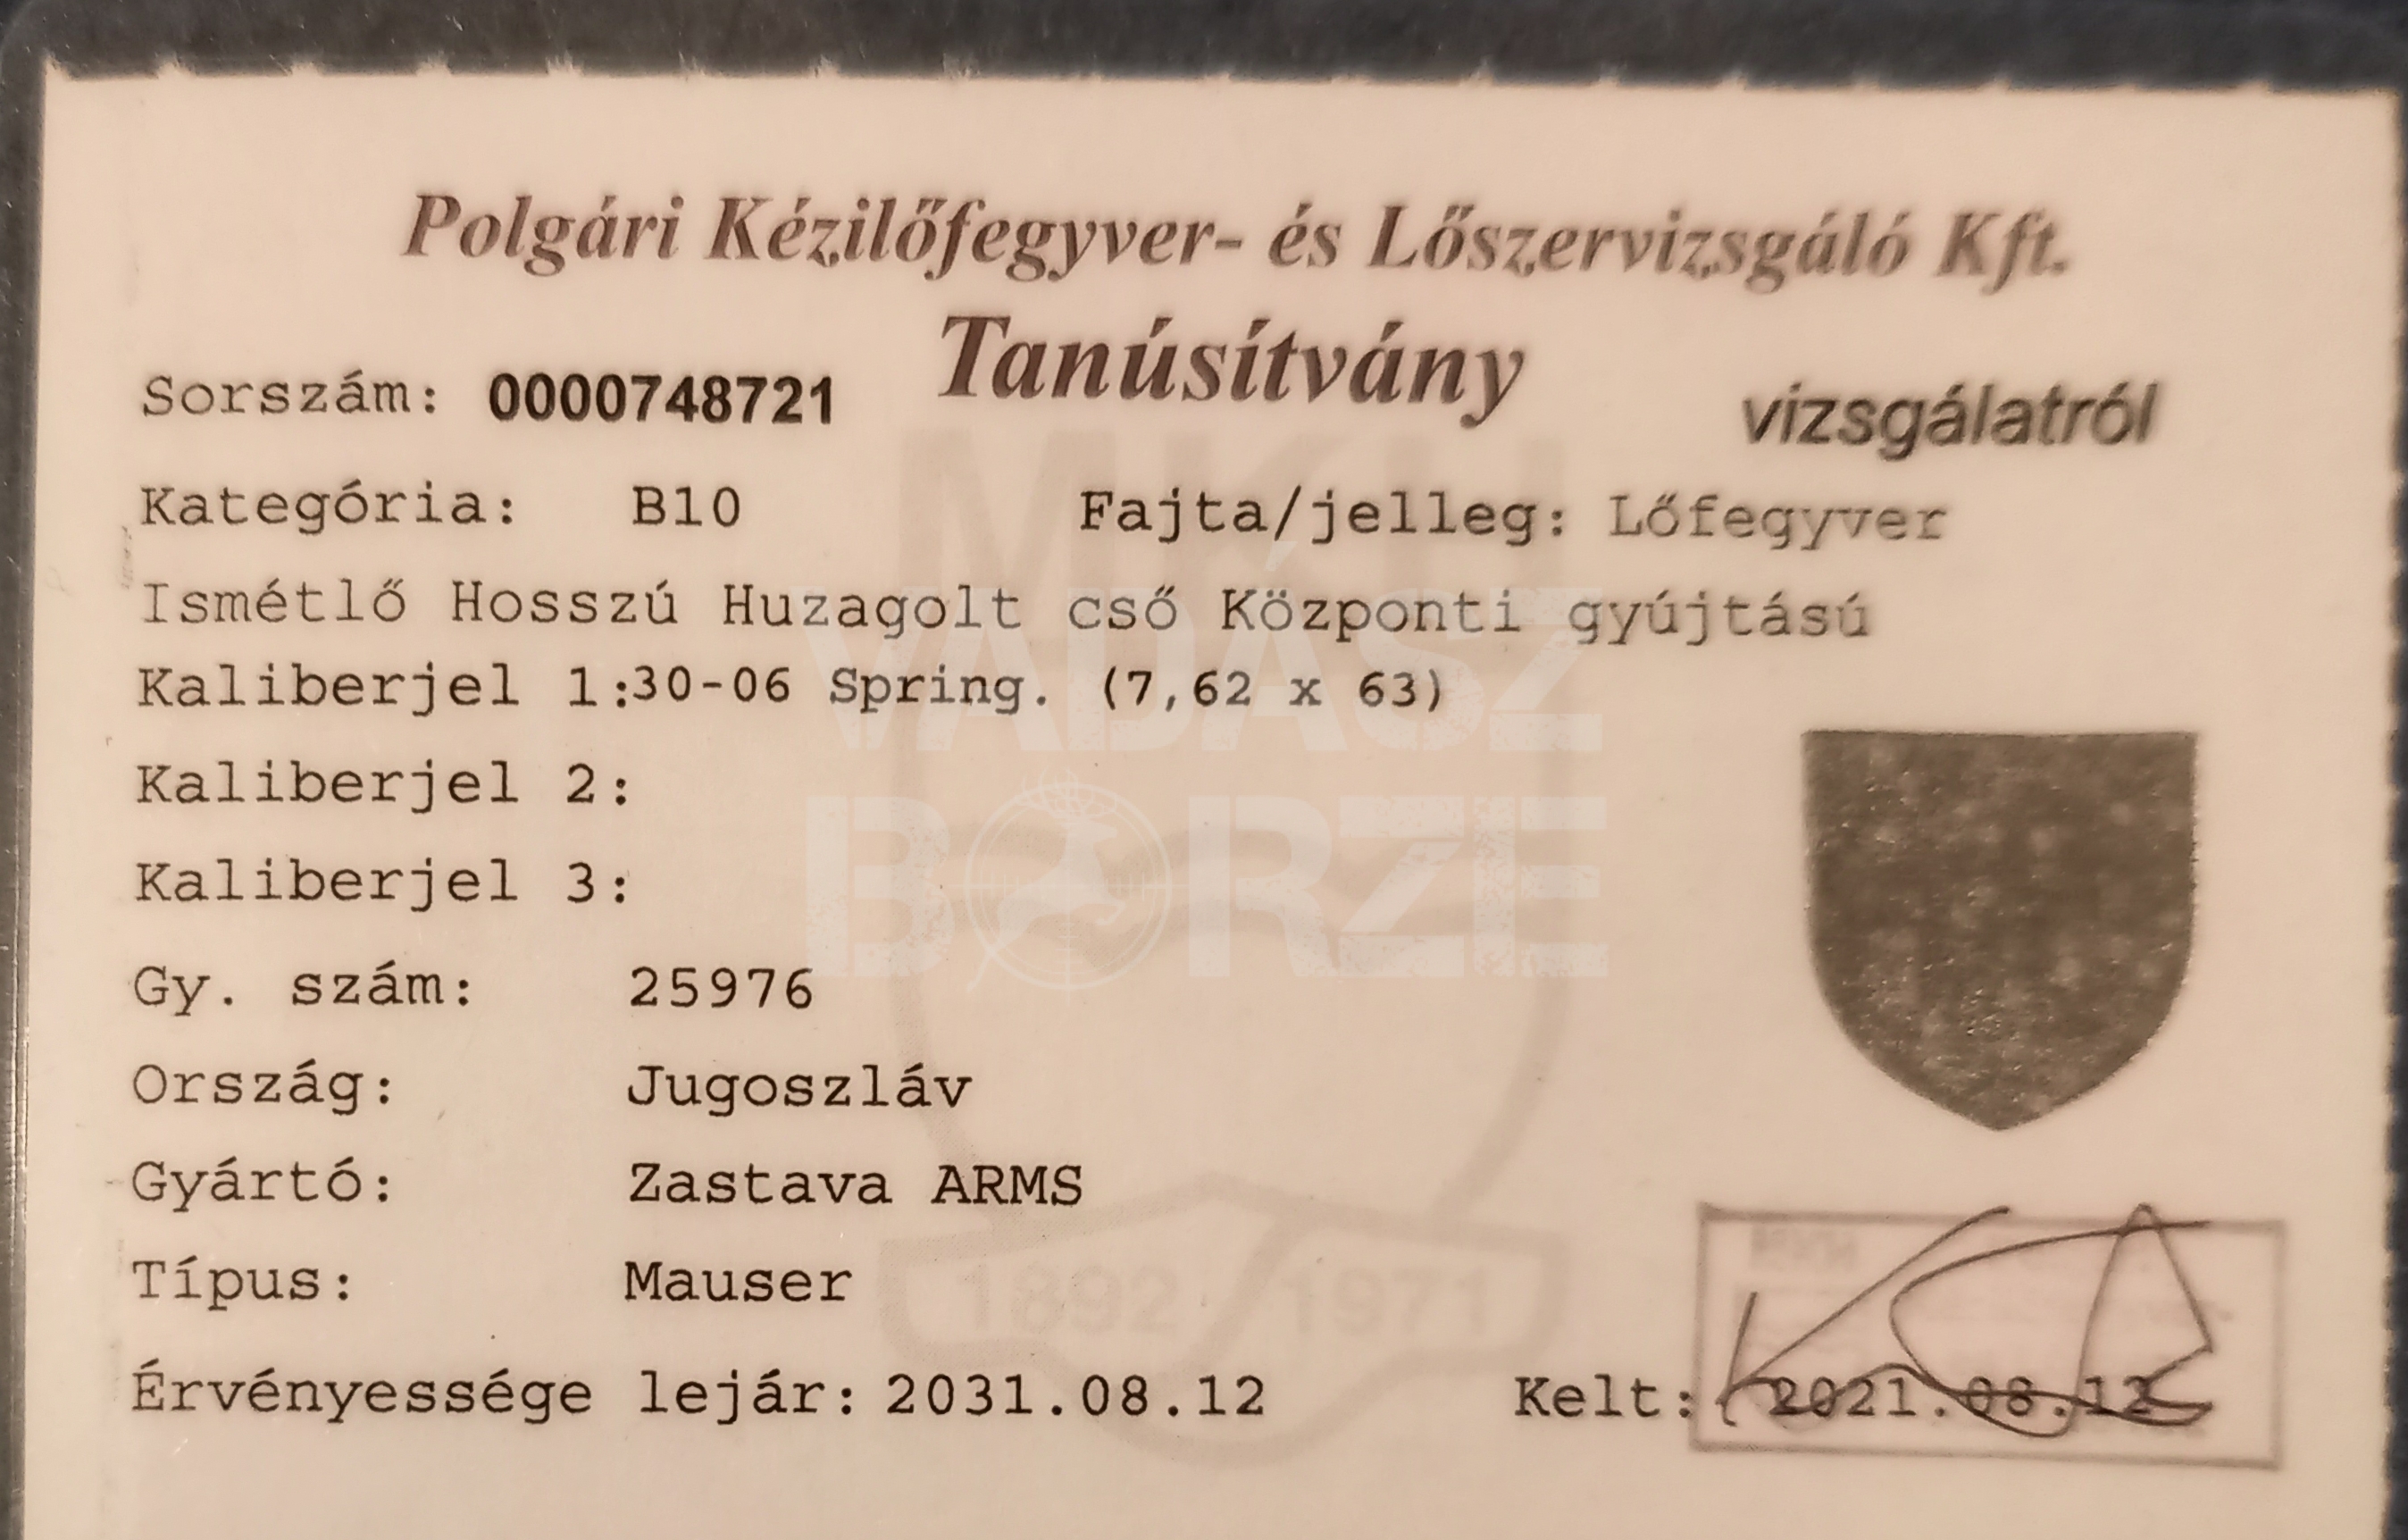 Polgári Kézilőfegyver- és Lőszervizsgáló Kft.
Tanúsítvány
Sorszám: 0000748721 vizsgálatról
Kategória: B10 Fajta/jelleg: Lőfegyver
Ismétlő Hosszú Huzagolt cső Központi gyújtású
Kaliberjel 1:30-06 Spring. (7,62 x 63)
Kaliberjel 2:
Kaliberjel 3:
Gy. szám: 25976
Ország: Jugoszláv
Gyártó: Zastava ARMS
Típus: Mauser
Érvényessége lejár: 2031.08.12 Kelt: 2021.08.12
MKH
1892 1971
VADÁSZ
BÖRZE